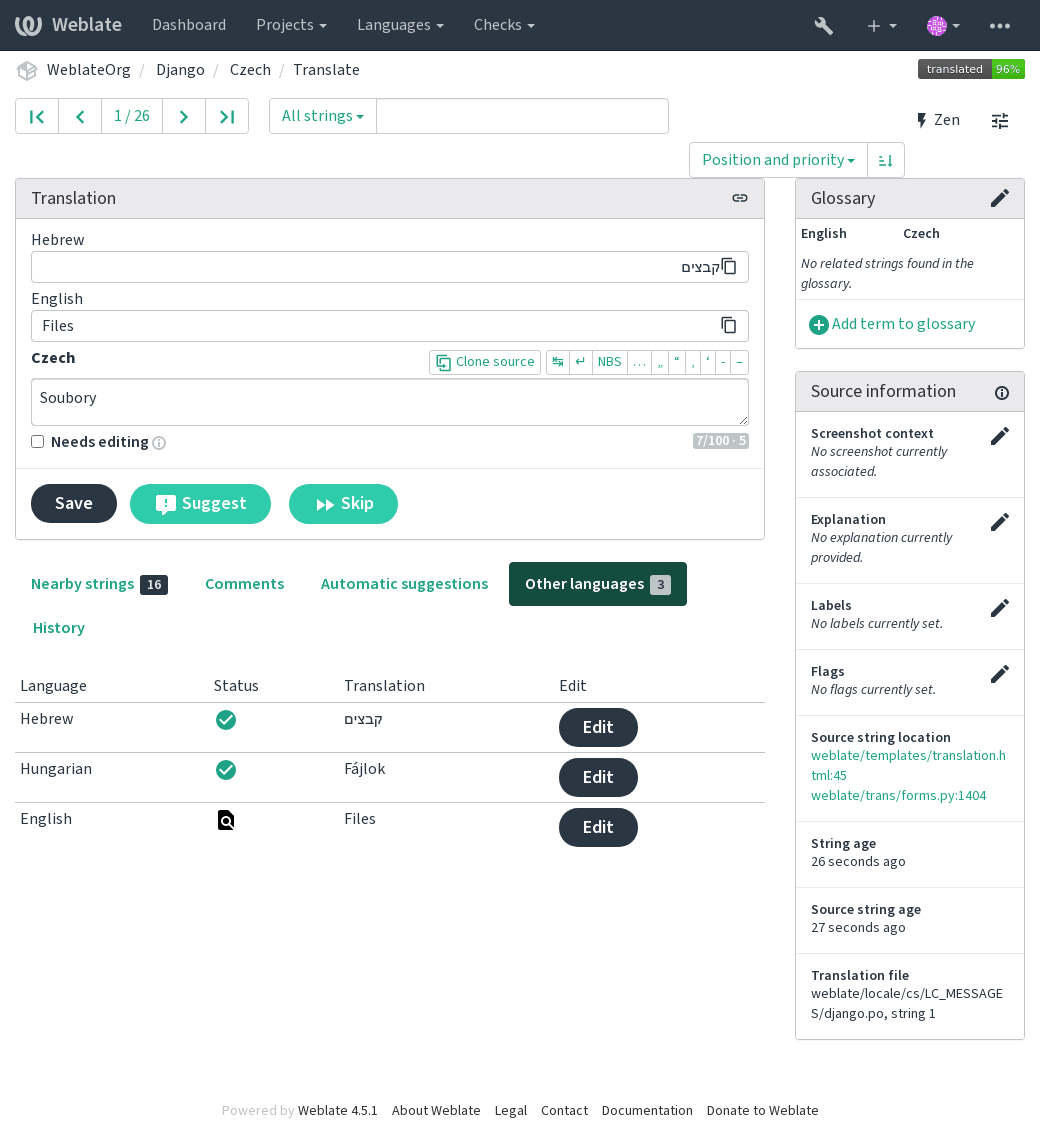 Weblate Dashboard Projects Languages Checks
WeblateOrg / Django / Czech / Translate
translated 96%
1 / 26
All strings
Zen
Position and priority
Translation
Hebrew
קבצים
English
Files
Czech
Clone source ↹ ↵ NBS … „ “ ‚ ‘ - –
Soubory
Needs editing
7/100 · 5
Save Suggest Skip
Nearby strings 16 Comments Automatic suggestions Other languages 3
History
Language Status Translation Edit
Hebrew קבצים Edit
Hungarian Fájlok Edit
English Files Edit
Glossary
English Czech
No related strings found in the
glossary.
Add term to glossary
Source information
Screenshot context
No screenshot currently
associated.
Explanation
No explanation currently
provided.
Labels
No labels currently set.
Flags
No flags currently set.
Source string location
weblate/templates/translation.h
tml:45
weblate/trans/forms.py:1404
String age
26 seconds ago
Source string age
27 seconds ago
Translation file
weblate/locale/cs/LC_MESSAGE
S/django.po, string 1
Powered by Weblate 4.5.1 About Weblate Legal Contact Documentation Donate to Weblate